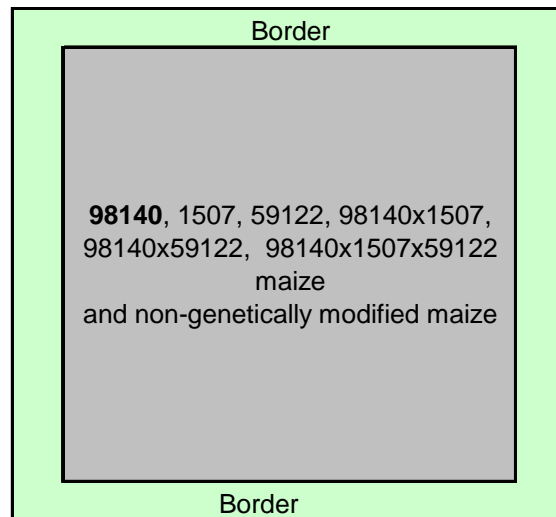 Border
98140, 1507, 59122, 98140x1507,
98140x59122, 98140x1507x59122
maize
and non-genetically modified maize
Border